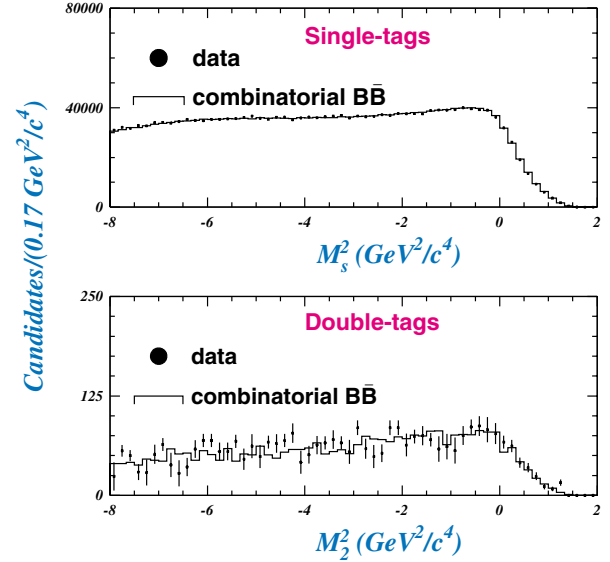 Candidates/(0.17 GeV²/c⁴)
80000
40000
0
Single-tags
data
combinatorial BB̄
-8 -6 -4 -2 0 2
M²ₛ (GeV²/c⁴)
250
125
0
Double-tags
data
combinatorial BB̄
-8 -6 -4 -2 0 2
M²₂ (GeV²/c⁴)